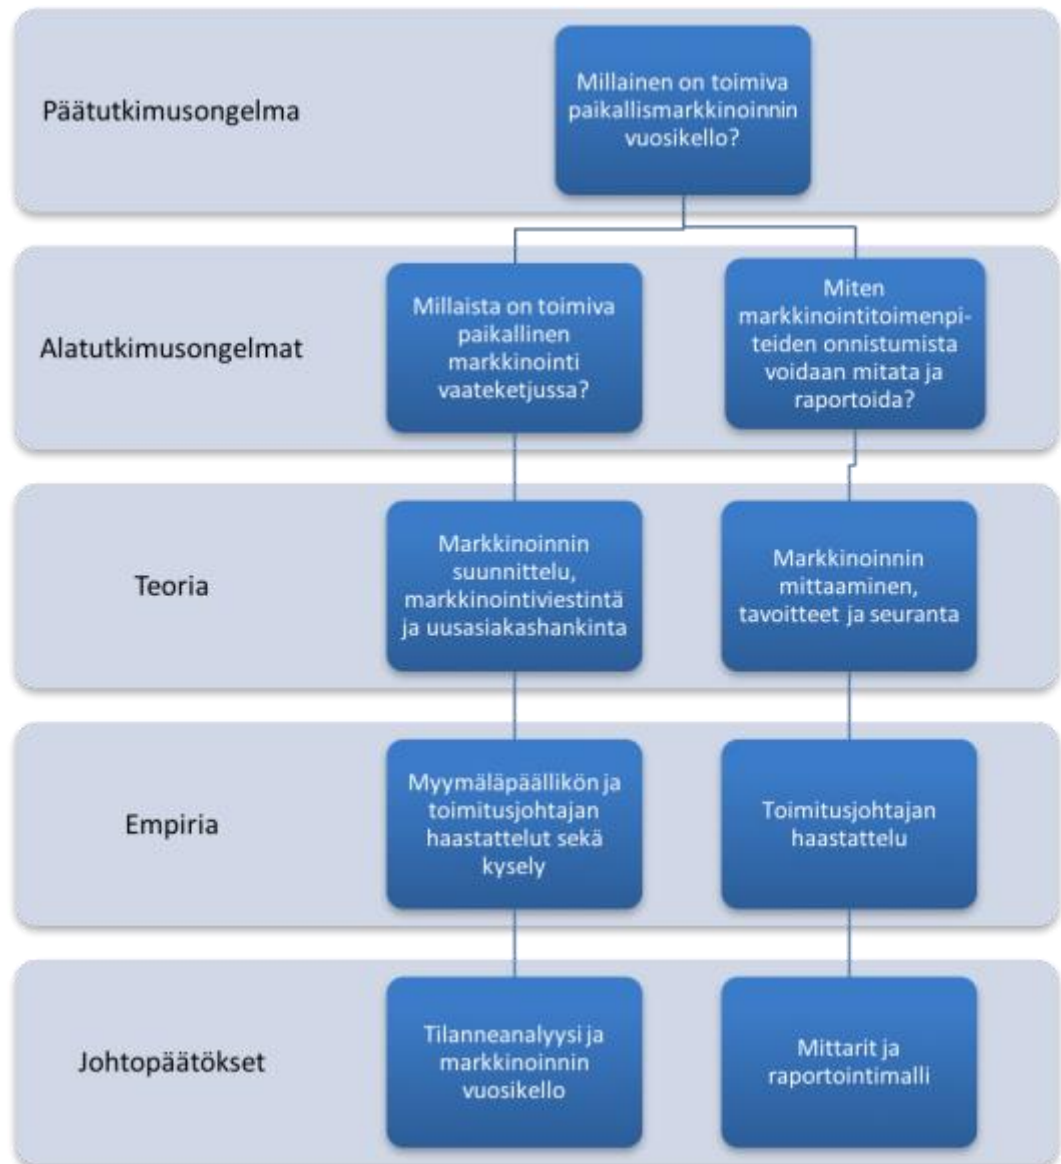 Päätutkimusongelma
Millainen on toimiva
paikallismarkkinoinnin
vuosikello?
Alatutkimusongelmat
Millaista on toimiva
paikallinen
markkinointi
vaateketjussa?
Miten
markkinointitoimenpi-
teiden onnistumista
voidaan mitata ja
raportoida?
Teoria
Markkinoinnin
suunnittelu,
markkinointiviestintä
ja uusasiakashankinta
Markkinoinnin
mittaaminen,
tavoitteet ja seuranta
Empiria
Myymäläpäällikön ja
toimitusjohtajan
haastattelut sekä
kysely
Toimitusjohtajan
haastattelu
Johtopäätökset
Tilanneanalyysi ja
markkinoinnin
vuosikello
Mittarit ja
raportointimalli